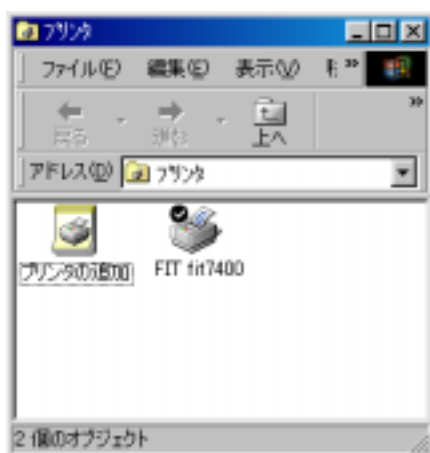 プリンタ
ファイル(F) 編集(E) 表示(V)
戻る 進む 上へ
アドレス(D) プリンタ
プリンタの追加 FIT fit7400
2 個のオブジェクト